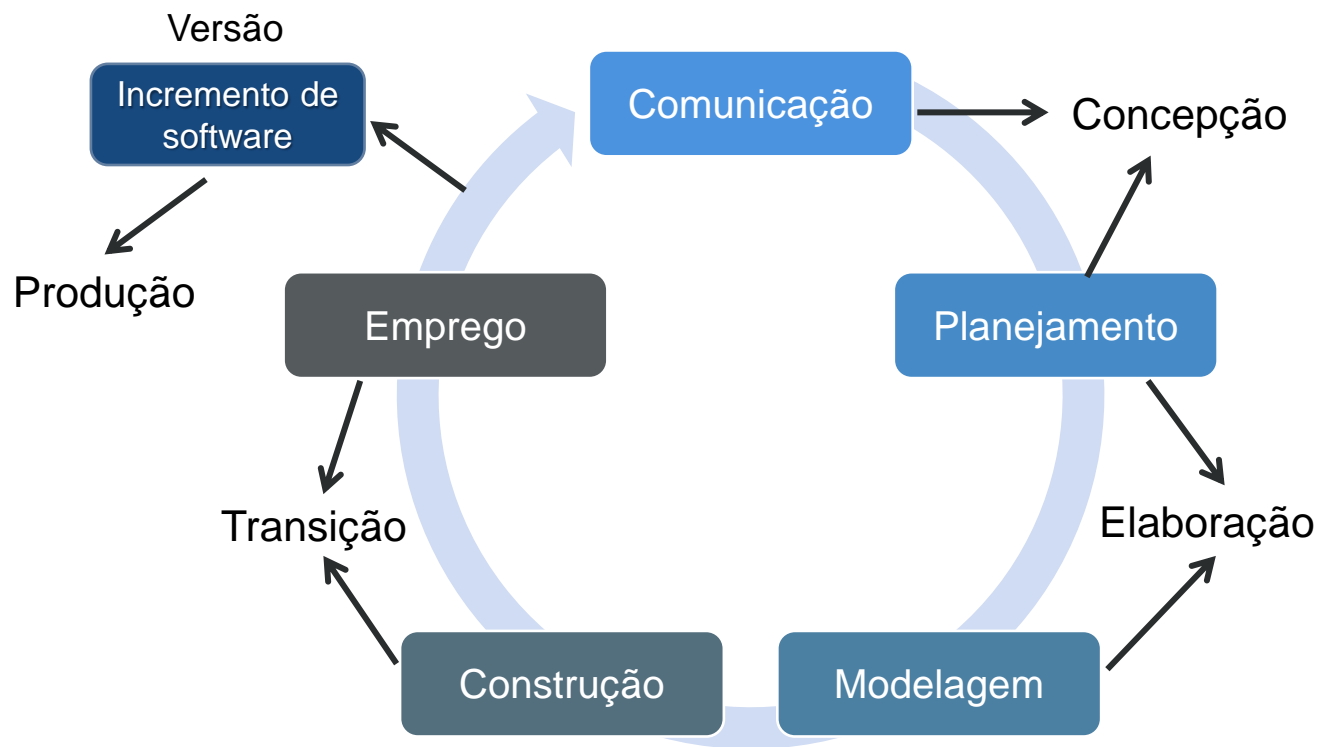 Versão
Incremento de
software
Comunicação
Concepção
Produção
Emprego
Planejamento
Transição
Elaboração
Construção
Modelagem